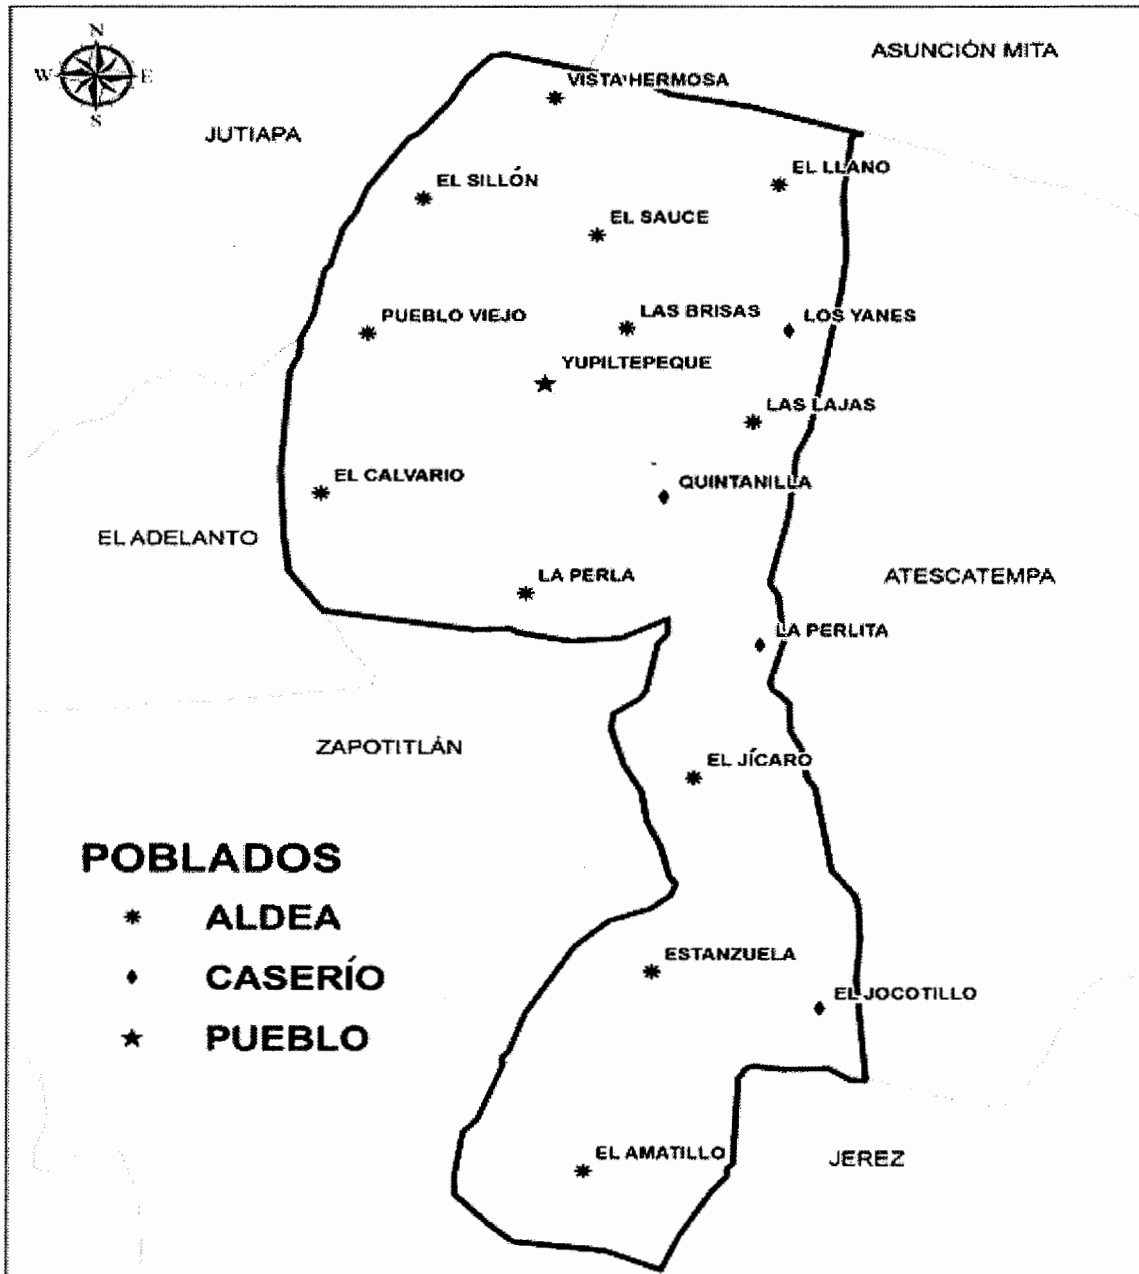 N
W E
S
ASUNCIÓN MITA
VISTA HERMOSA
JUTIAPA
EL LLANO
EL SILLÓN
EL SAUCE
PUEBLO VIEJO
LAS BRISAS
LOS YANES
YUPILTEPEQUE
LAS LAJAS
EL CALVARIO
QUINTANILLA
EL ADELANTO
LA PERLA
ATESCATEMPA
LA PERLITA
ZAPOTITLÁN
EL JÍCARO
POBLADOS
ALDEA
CASERÍO
PUEBLO
ESTANZUELA
EL JOCOTILLO
EL AMATILLO
JEREZ